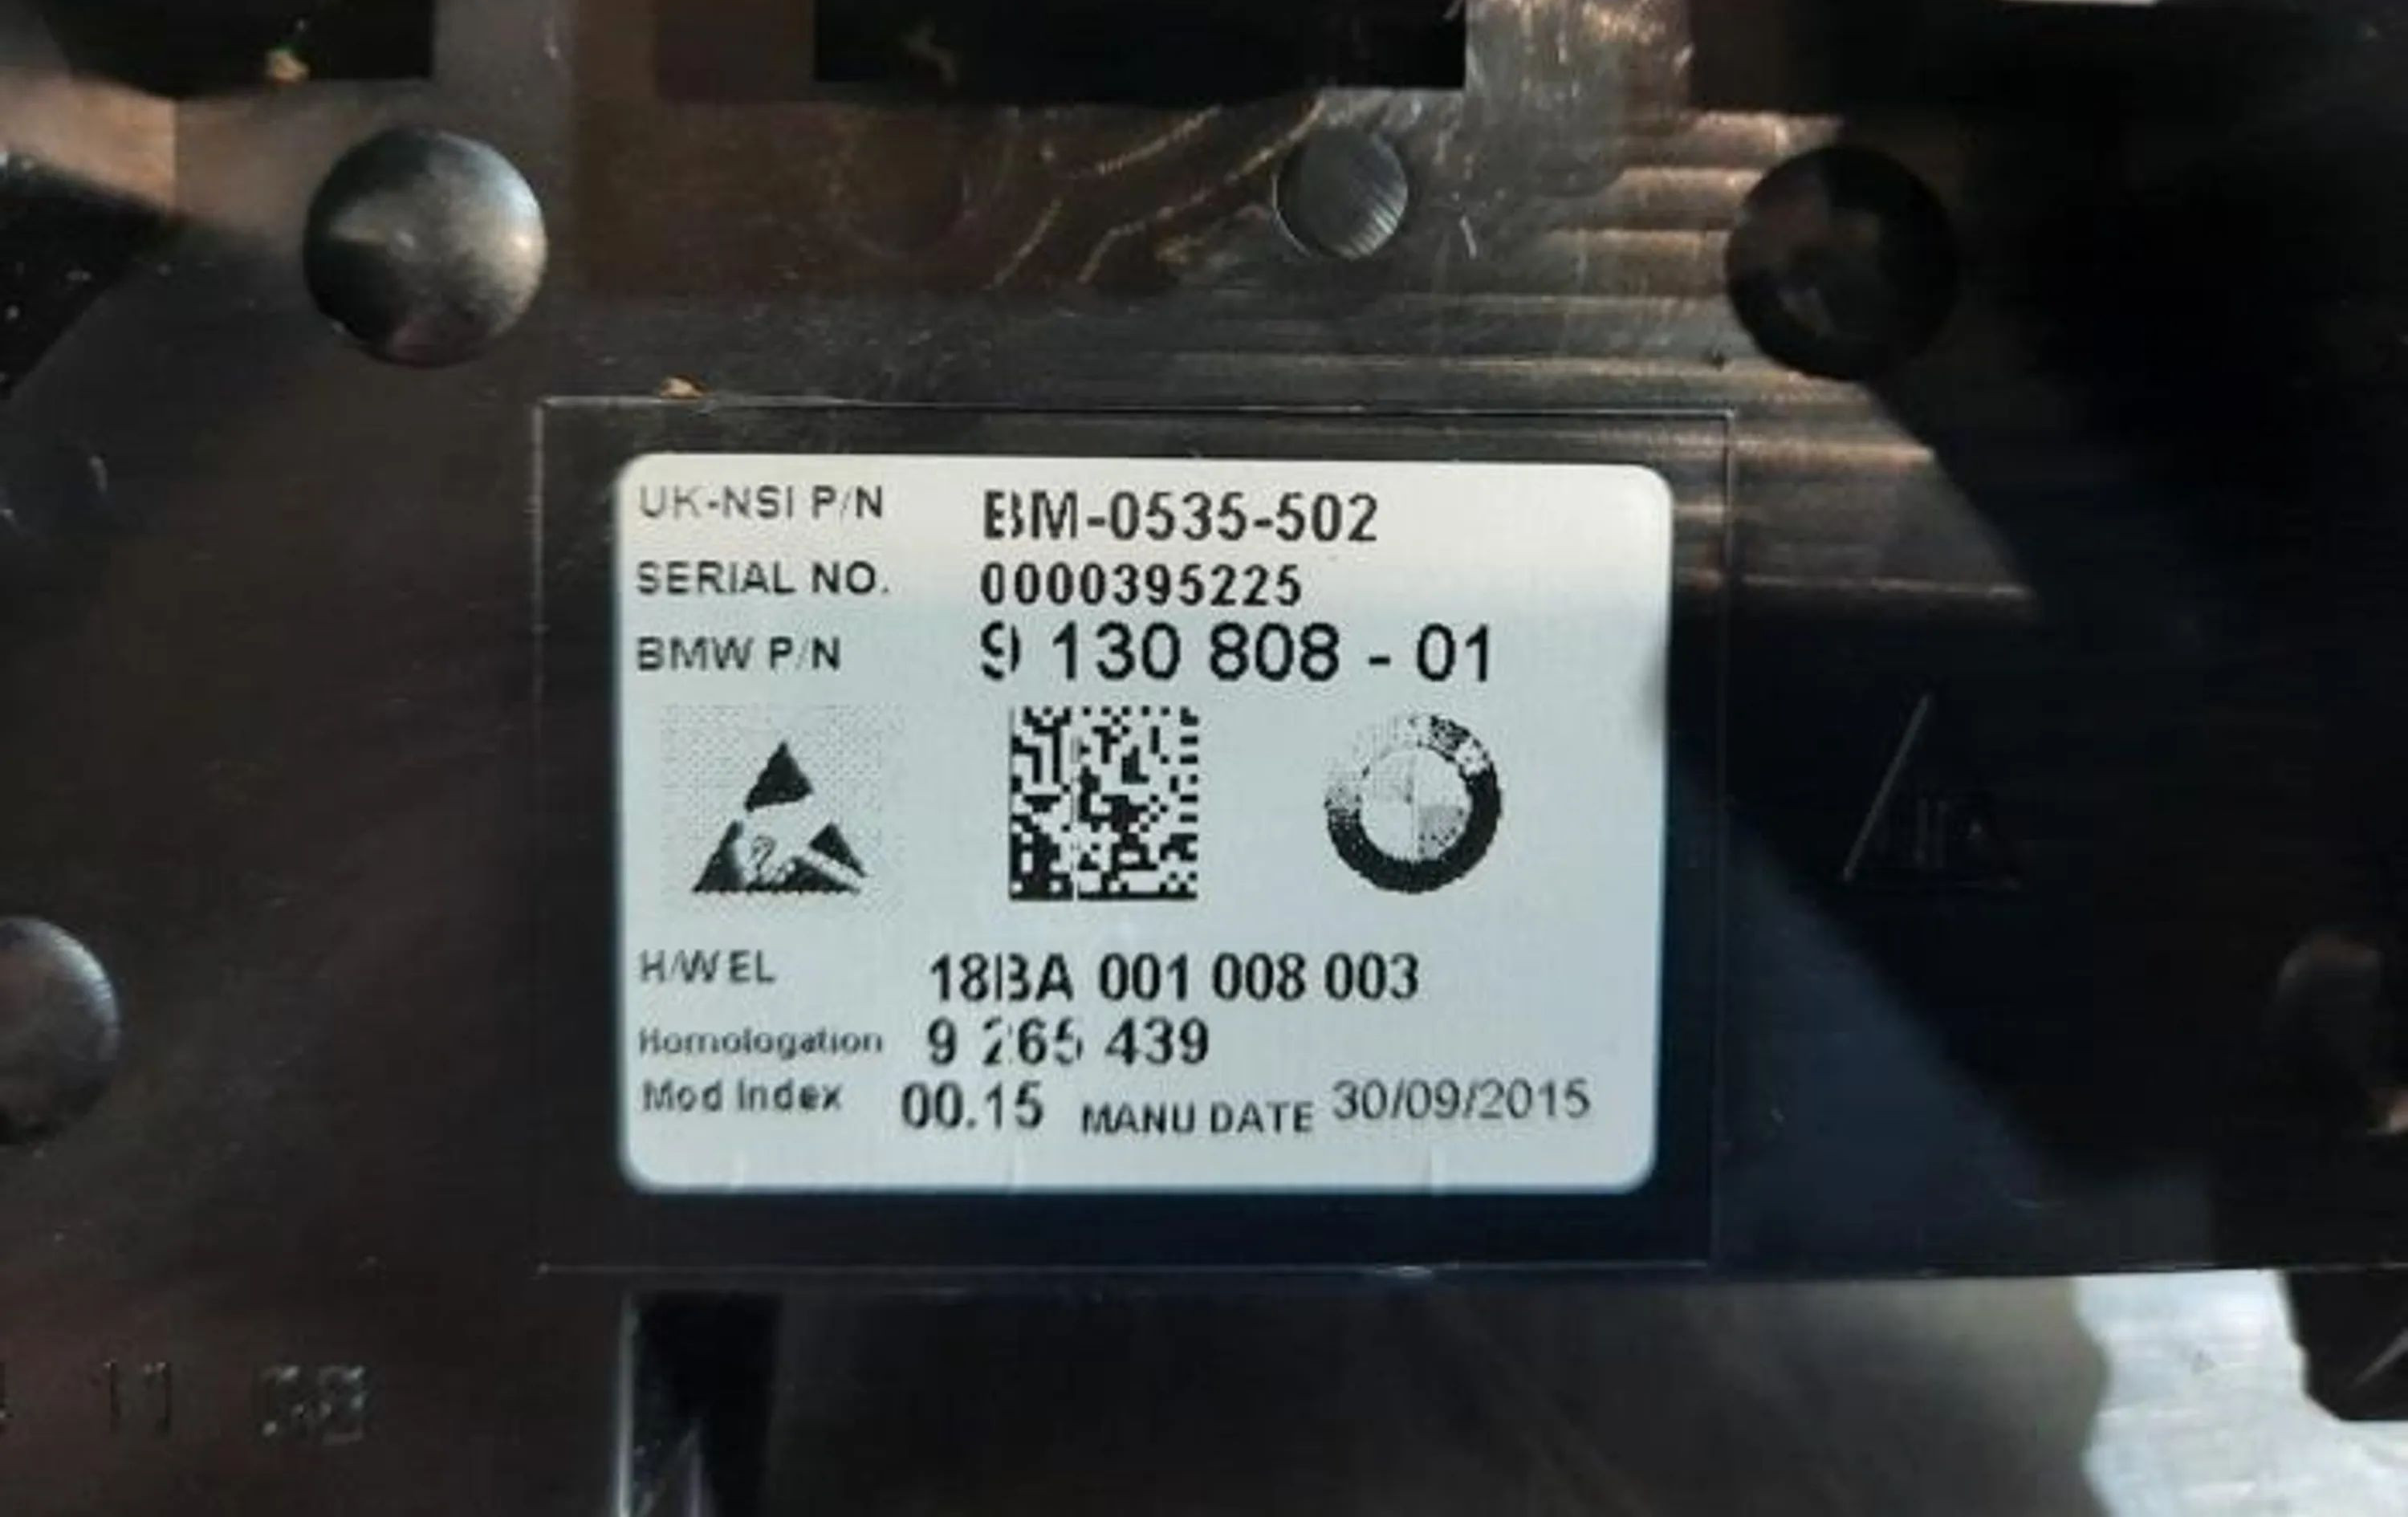 UK-NSI P/N BM-0535-502
SERIAL NO. 0000395225
BMW P/N 9 130 808 - 01
H/W EL 18BA 001 008 003
Homologation 9 265 439
Mod Index 00.15 MANU DATE 30/09/2015
11